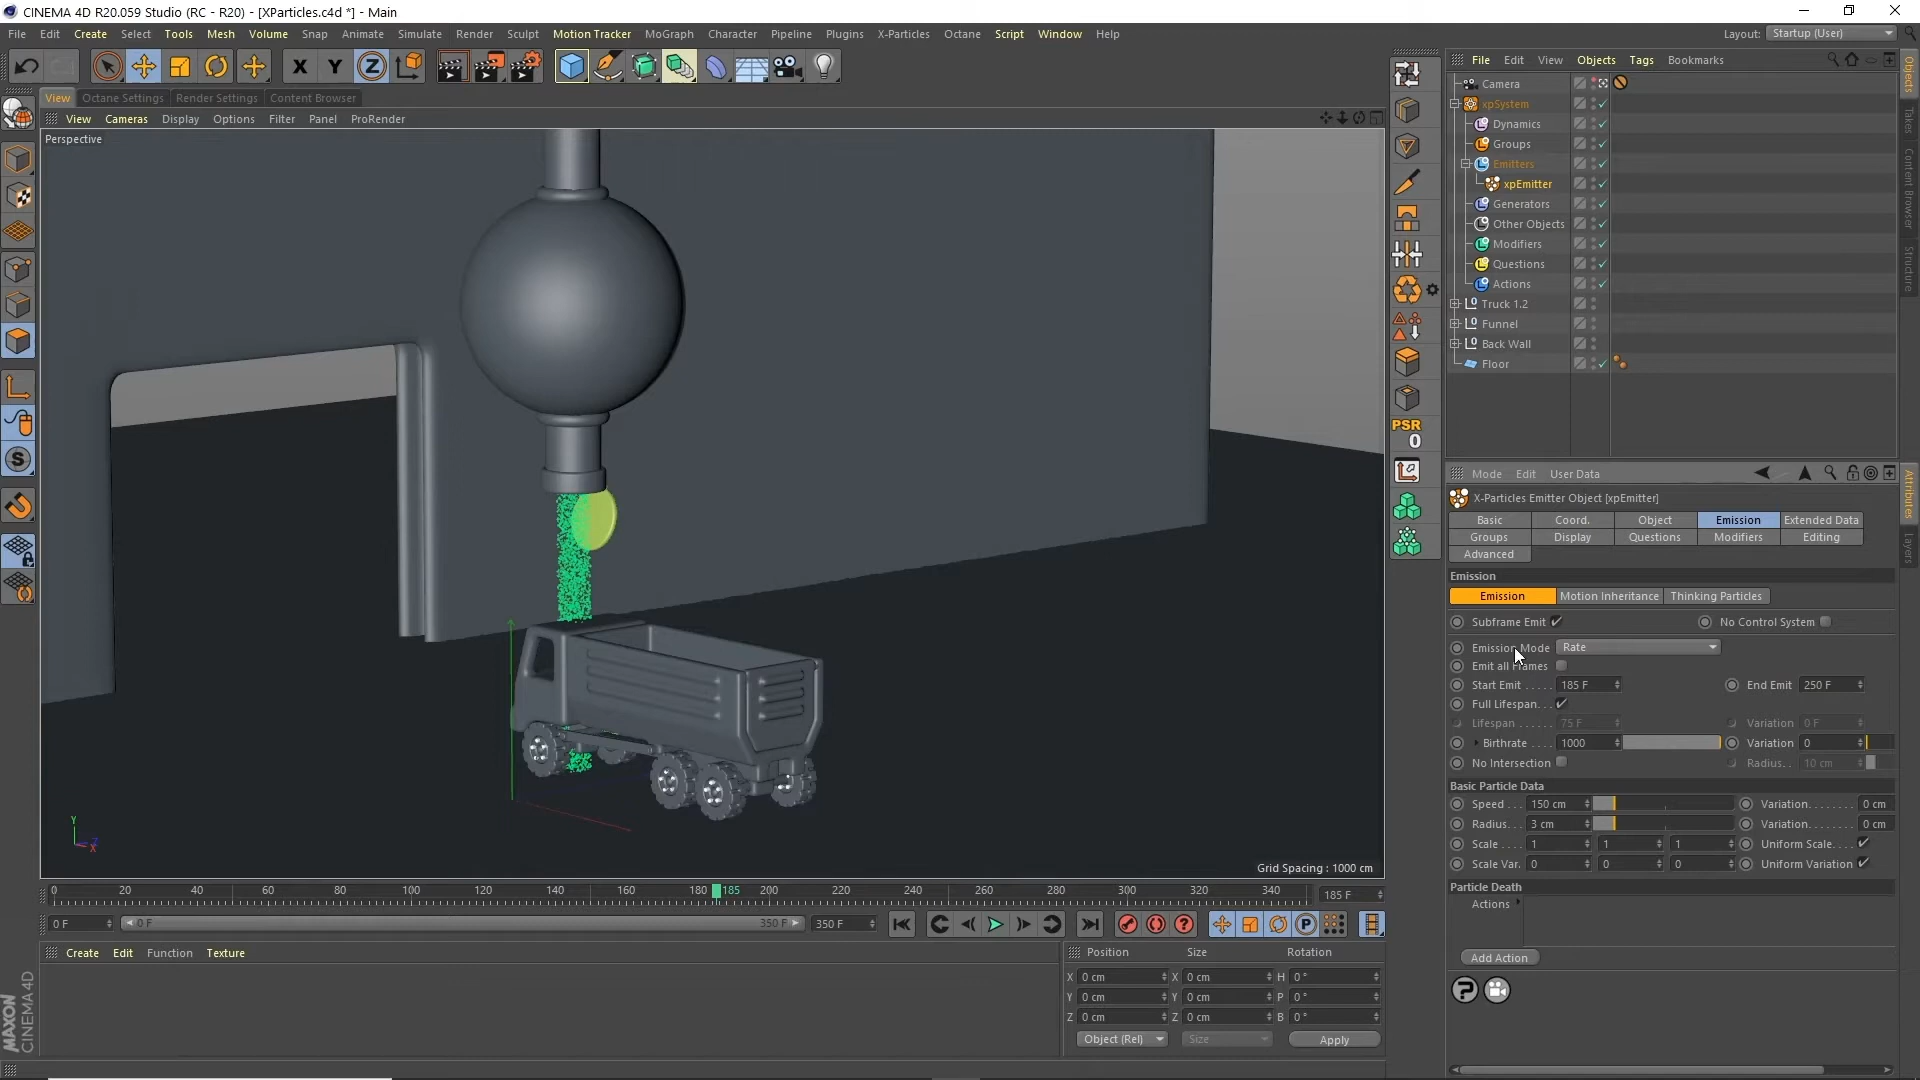 CINEMA 4D R20.059 Studio (RC - R20) - [XParticles.c4d *] - Main
File Edit Create Select Tools Mesh Volume Snap Animate Simulate Render Sculpt Motion Tracker MoGraph Character Pipeline Plugins X-Particles Octane Script Window Help Layout: Startup (User)
X Y Z
File Edit View Objects Tags Bookmarks
View Octane Settings Render Settings Content Browser
View Cameras Display Options Filter Panel ProRender
Perspective
Camera
xpSystem
Dynamics
Groups
Emitters
xpEmitter
Generators
Other Objects
Modifiers
Questions
Actions
Truck 1.2
Funnel
Back Wall
Floor
Objects
Takes
Content Browser
Structure
PSR
0
S
Mode Edit User Data
X-Particles Emitter Object [xpEmitter]
Basic Coord. Object Emission Extended Data
Groups Display Questions Modifiers Editing
Advanced
Emission
Emission Motion Inheritance Thinking Particles
Subframe Emit No Control System
Emission Mode Rate
Emit all Frames
Start Emit ..... 185 F End Emit 250 F
Full Lifespan. ..
Lifespan ...... 75 F Variation 0 F
Birthrate .... 1000 Variation 0
No Intersection Radius. . 10 cm
Basic Particle Data
Speed ... 150 cm Variation. ....... 0 cm
Radius. .. 3 cm Variation. ....... 0 cm
Scale .... 1 1 1 Uniform Scale. ...
Scale Var. 0 0 0 Uniform Variation
Particle Death
Actions
Add Action
Attributes
Layers
Y
Z
X
Grid Spacing : 1000 cm
0 20 40 60 80 100 120 140 160 180 185 200 220 240 260 280 300 320 340 185 F
0 F 0 F 350 F 350 F
P
Create Edit Function Texture
Position Size Rotation
X 0 cm X 0 cm H 0 °
Y 0 cm Y 0 cm P 0 °
Z 0 cm Z 0 cm B 0 °
Object (Rel) Size Apply
MAXON
CINEMA 4D